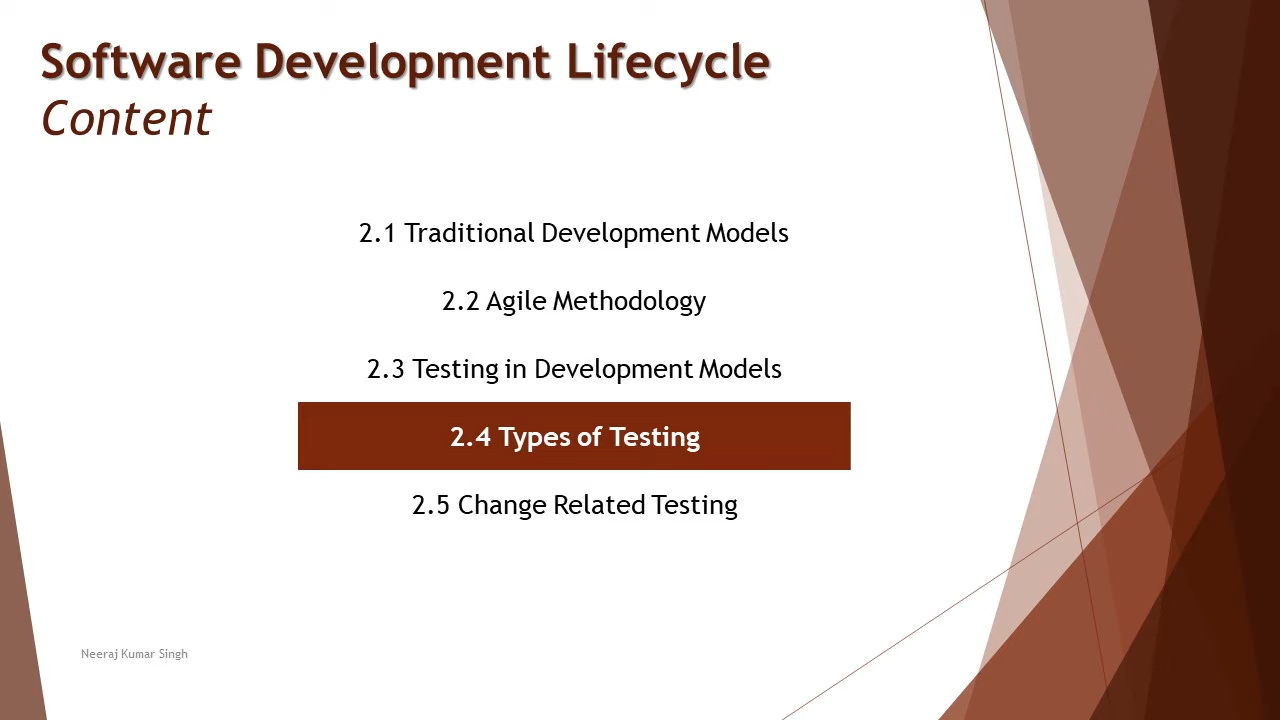 Software Development Lifecycle
Content
2.1 Traditional Development Models
2.2 Agile Methodology
2.3 Testing in Development Models
2.4 Types of Testing
2.5 Change Related Testing
Neeraj Kumar Singh